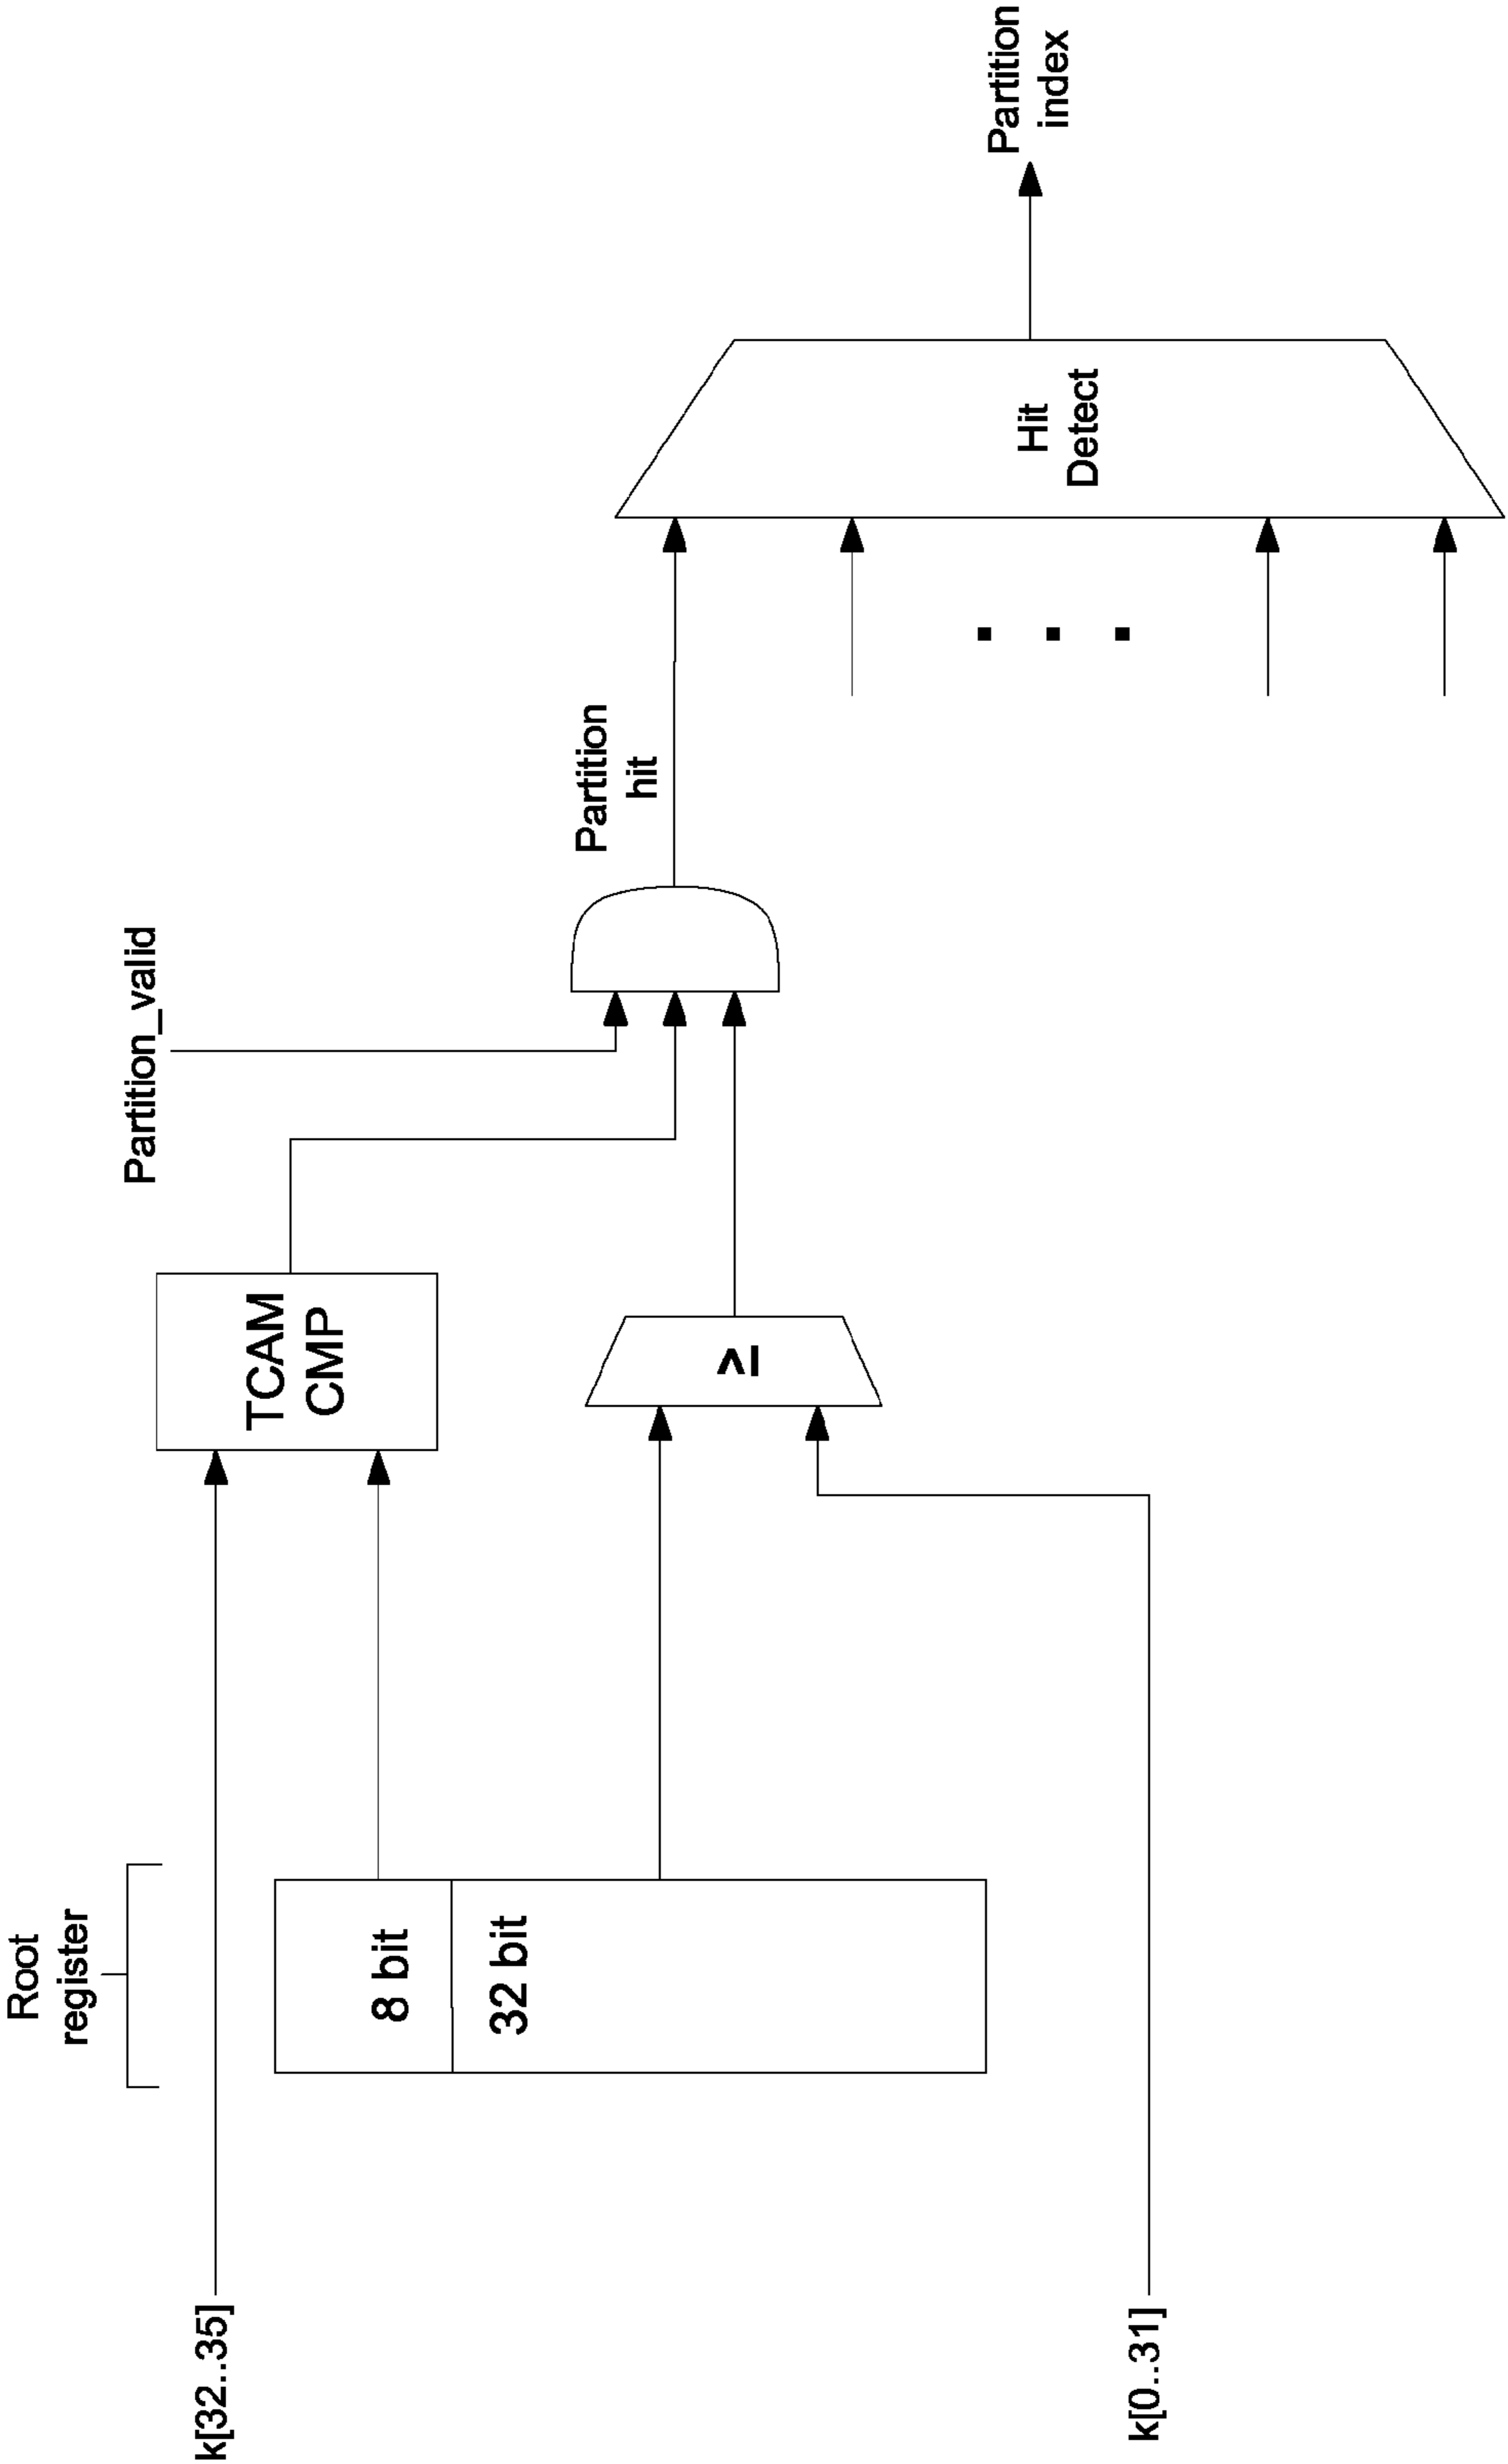 Root
register
Partition_valid
k[32..35]
TCAM
CMP
8 bit
32 bit
≥
Partition
hit
k[0..31]
Hit
Detect
Partition
index